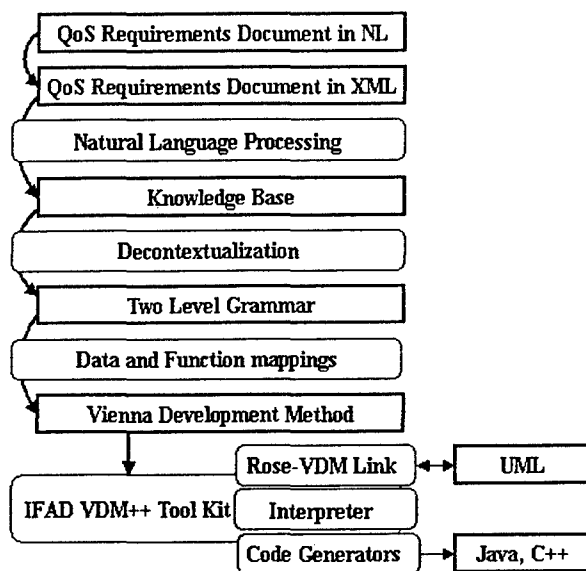 QoS Requirements Document in NL
QoS Requirements Document in XML
Natural Language Processing
Knowledge Base
Decontextualization
Two Level Grammar
Data and Function mappings
Vienna Development Method
Rose-VDM Link
UML
IFAD VDM++ Tool Kit
Interpreter
Code Generators
Java, C++